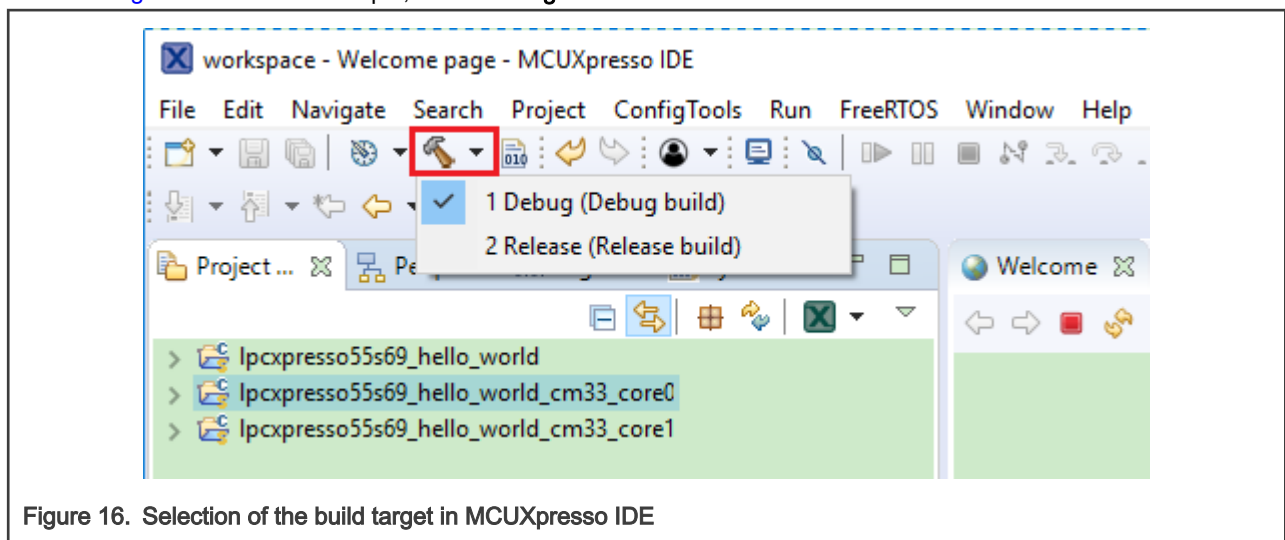 workspace - Welcome page - MCUXpresso IDE
File Edit Navigate Search Project ConfigTools Run FreeRTOS Window Help
010
1 Debug (Debug build)
2 Release (Release build)
Project ... Welcome
lpcxpresso55s69_hello_world
lpcxpresso55s69_hello_world_cm33_core0
lpcxpresso55s69_hello_world_cm33_core1
Figure 16. Selection of the build target in MCUXpresso IDE